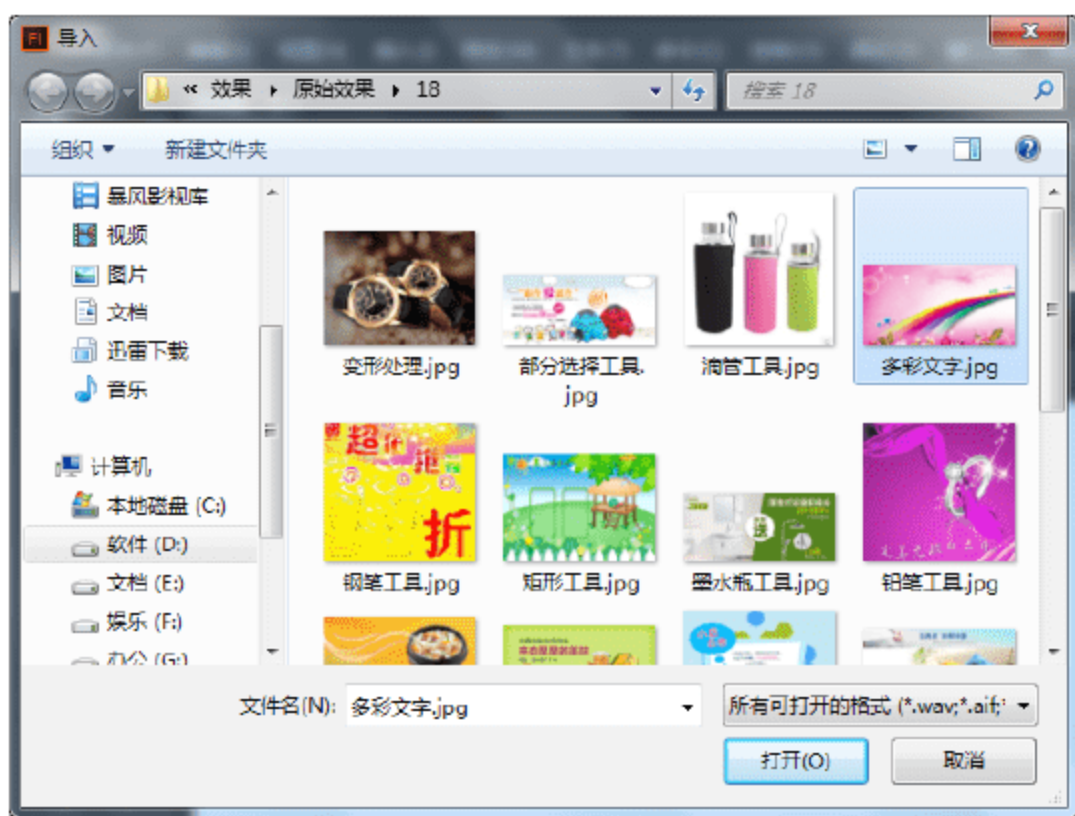 Fl 导入
« 效果 ▸ 原始效果 ▸ 18
搜索 18
组织 新建文件夹
暴风影视库
视频
图片
文档
迅雷下载
音乐
计算机
本地磁盘 (C:)
软件 (D:)
文档 (E:)
娱乐 (F:)
办公 (G:)
变形处理.jpg
部分选择工具.
jpg
滴管工具.jpg
多彩文字.jpg
超 折
送
钢笔工具.jpg
矩形工具.jpg
墨水瓶工具.jpg
铅笔工具.jpg
文件名(N): 多彩文字.jpg
所有可打开的格式 (*.wav;*.aif;*
打开(O)
取消